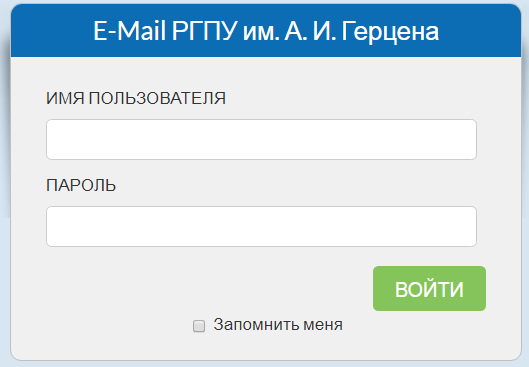 E-Mail РГПУ им. А. И. Герцена
ИМЯ ПОЛЬЗОВАТЕЛЯ
ПАРОЛЬ
ВОЙТИ
Запомнить меня